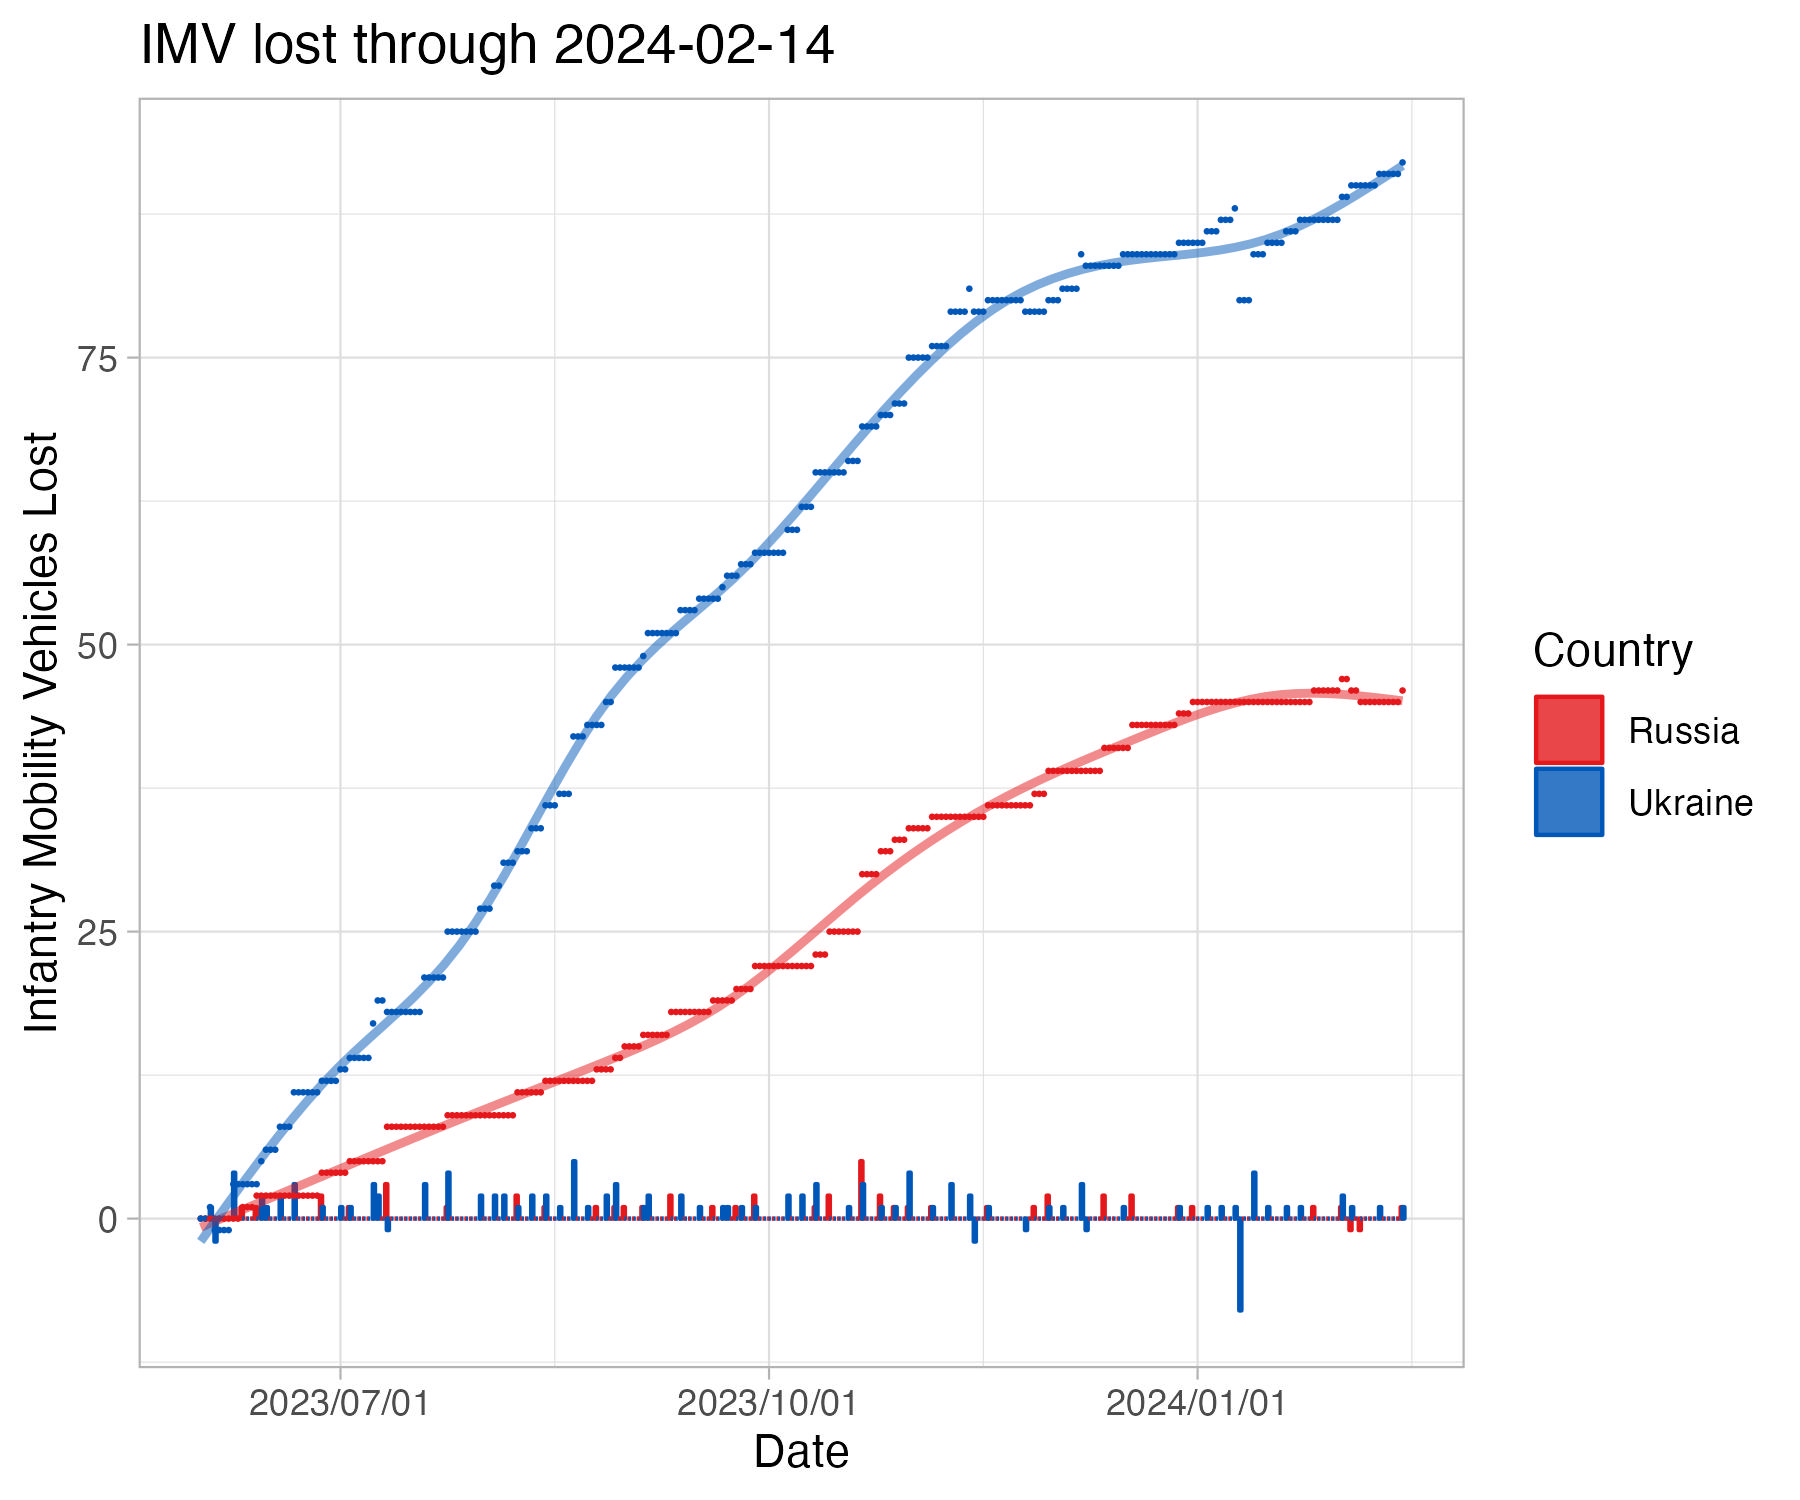 IMV lost through 2024-02-14
Infantry Mobility Vehicles Lost
75
50
25
0
2023/07/01
2023/10/01
2024/01/01
Date
Country
Russia
Ukraine